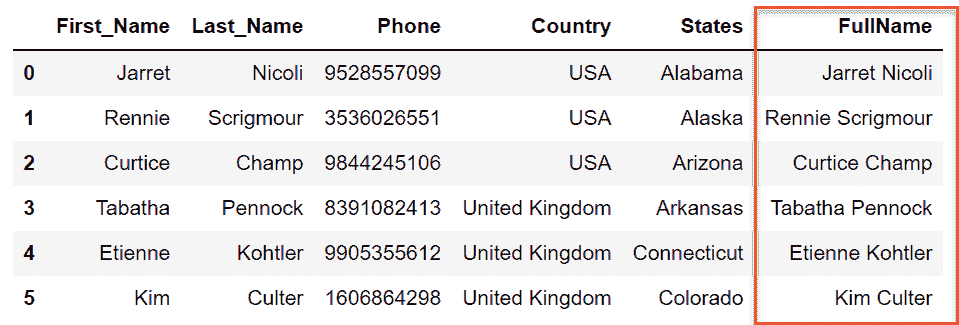 First_Name Last_Name Phone Country States FullName
0 Jarret Nicoli 9528557099 USA Alabama Jarret Nicoli
1 Rennie Scrigmour 3536026551 USA Alaska Rennie Scrigmour
2 Curtice Champ 9844245106 USA Arizona Curtice Champ
3 Tabatha Pennock 8391082413 United Kingdom Arkansas Tabatha Pennock
4 Etienne Kohtler 9905355612 United Kingdom Connecticut Etienne Kohtler
5 Kim Culter 1606864298 United Kingdom Colorado Kim Culter